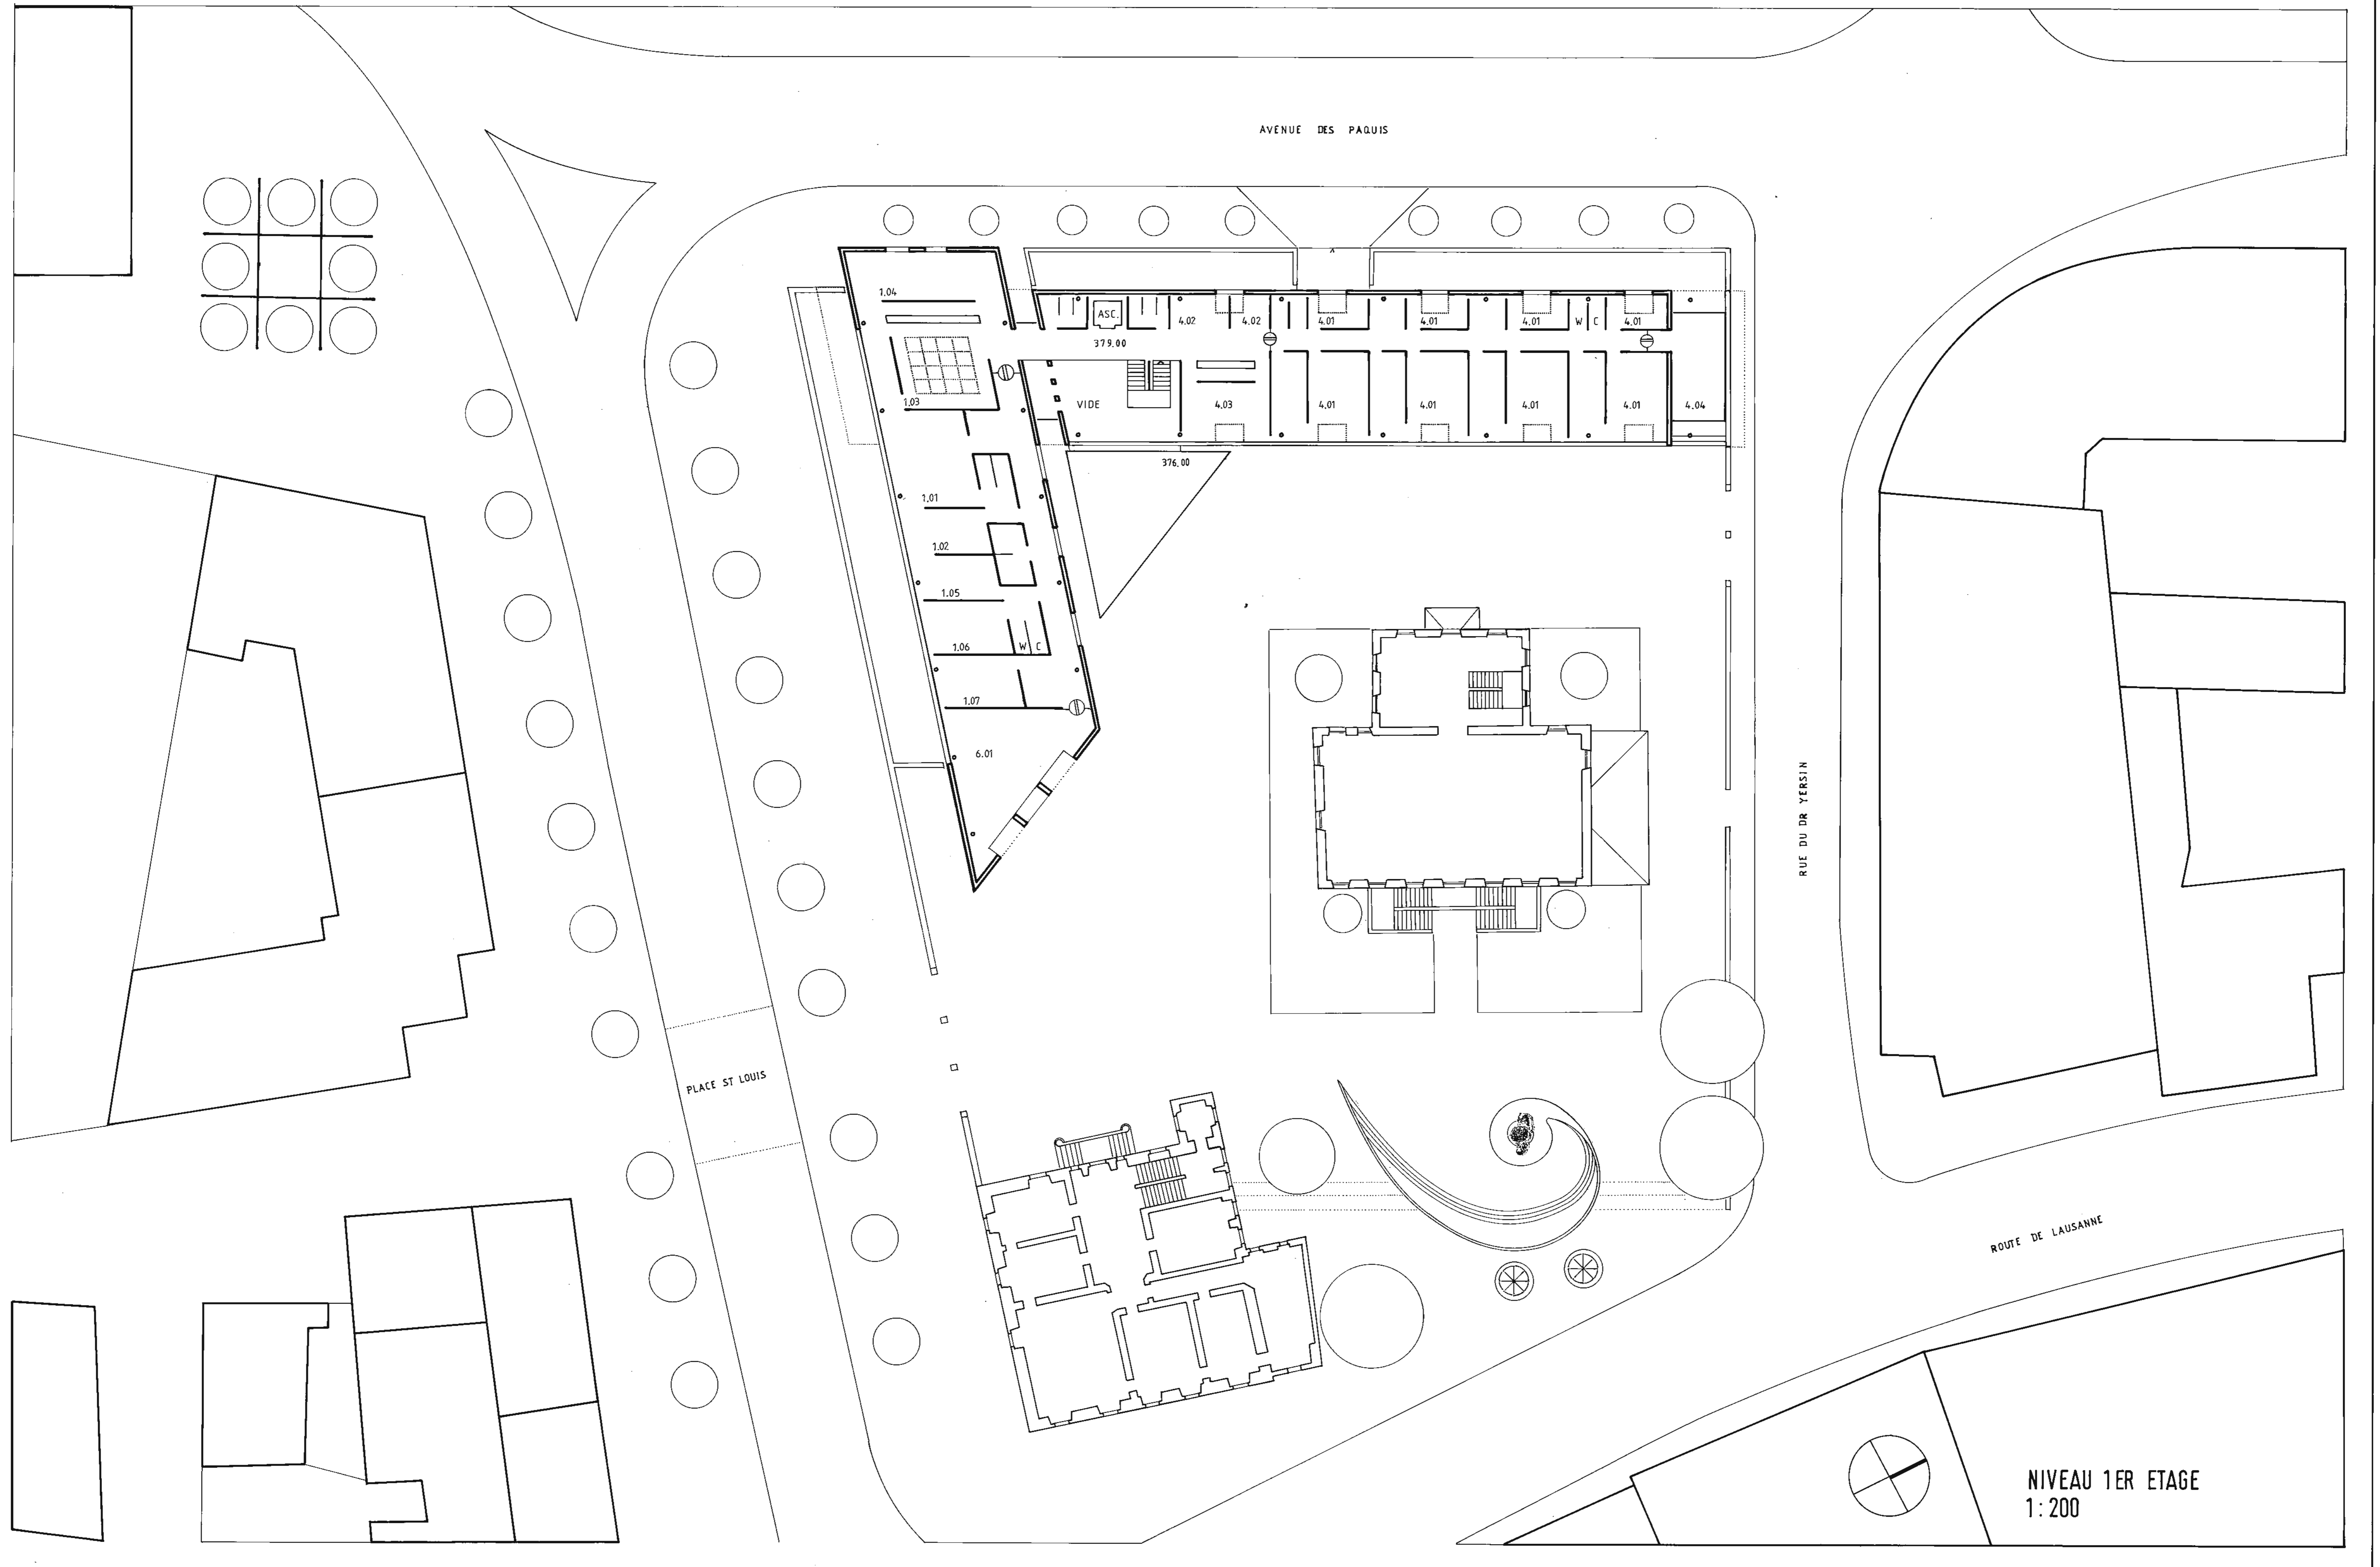 AVENUE DES PAQUIS
1.04
ASC.
4.02
4.02
4.01
4.01
4.01
W C
4.01
379.00
1.03
VIDE
4.03
4.01
4.01
4.01
4.01
4.04
376.00
1.01
1.02
1.05
1.06
W C
1.07
6.01
RUE DU DR YERSIN
PLACE ST LOUIS
ROUTE DE LAUSANNE
NIVEAU 1ER ETAGE
1:200